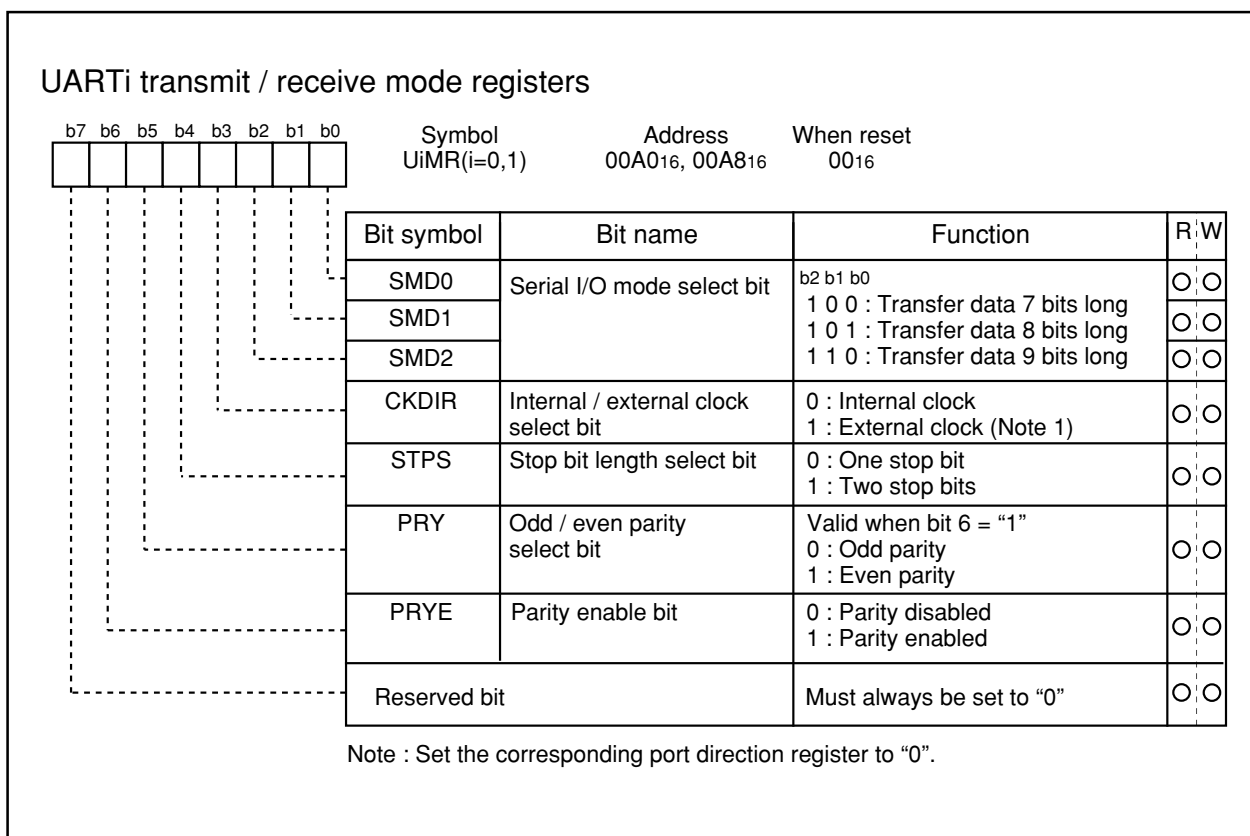 UARTi transmit / receive mode registers
b7 b6 b5 b4 b3 b2 b1 b0
Symbol Address When reset
UiMR(i=0,1) 00A016, 00A816 0016
Bit symbol Bit name Function R W
SMD0 Serial I/O mode select bit b2 b1 b0
1 0 0 : Transfer data 7 bits long
SMD1 1 0 1 : Transfer data 8 bits long
SMD2 1 1 0 : Transfer data 9 bits long
CKDIR Internal / external clock 0 : Internal clock
select bit 1 : External clock (Note 1)
STPS Stop bit length select bit 0 : One stop bit
1 : Two stop bits
PRY Odd / even parity Valid when bit 6 = “1”
select bit 0 : Odd parity
1 : Even parity
PRYE Parity enable bit 0 : Parity disabled
1 : Parity enabled
Reserved bit Must always be set to “0”
Note : Set the corresponding port direction register to “0”.